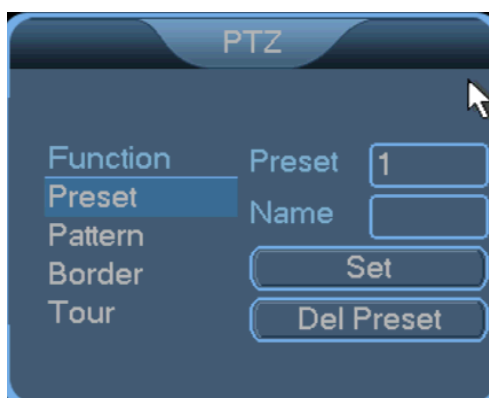 PTZ
Function
Preset
Pattern
Border
Tour
Preset 1
Name
Set
Del Preset